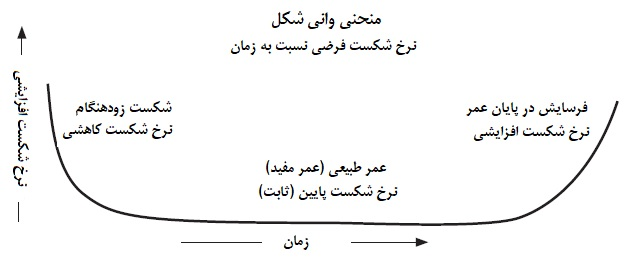 منحنی وانی شکل
نرخ شکست فرضی نسبت به زمان
فرسایش در پایان عمر
نرخ شکست افزایشی
شکست زودهنگام
نرخ شکست کاهشی
عمر طبیعی (عمر مفید)
نرخ شکست پایین (ثابت)
نرخ شکست افزایشی
زمان